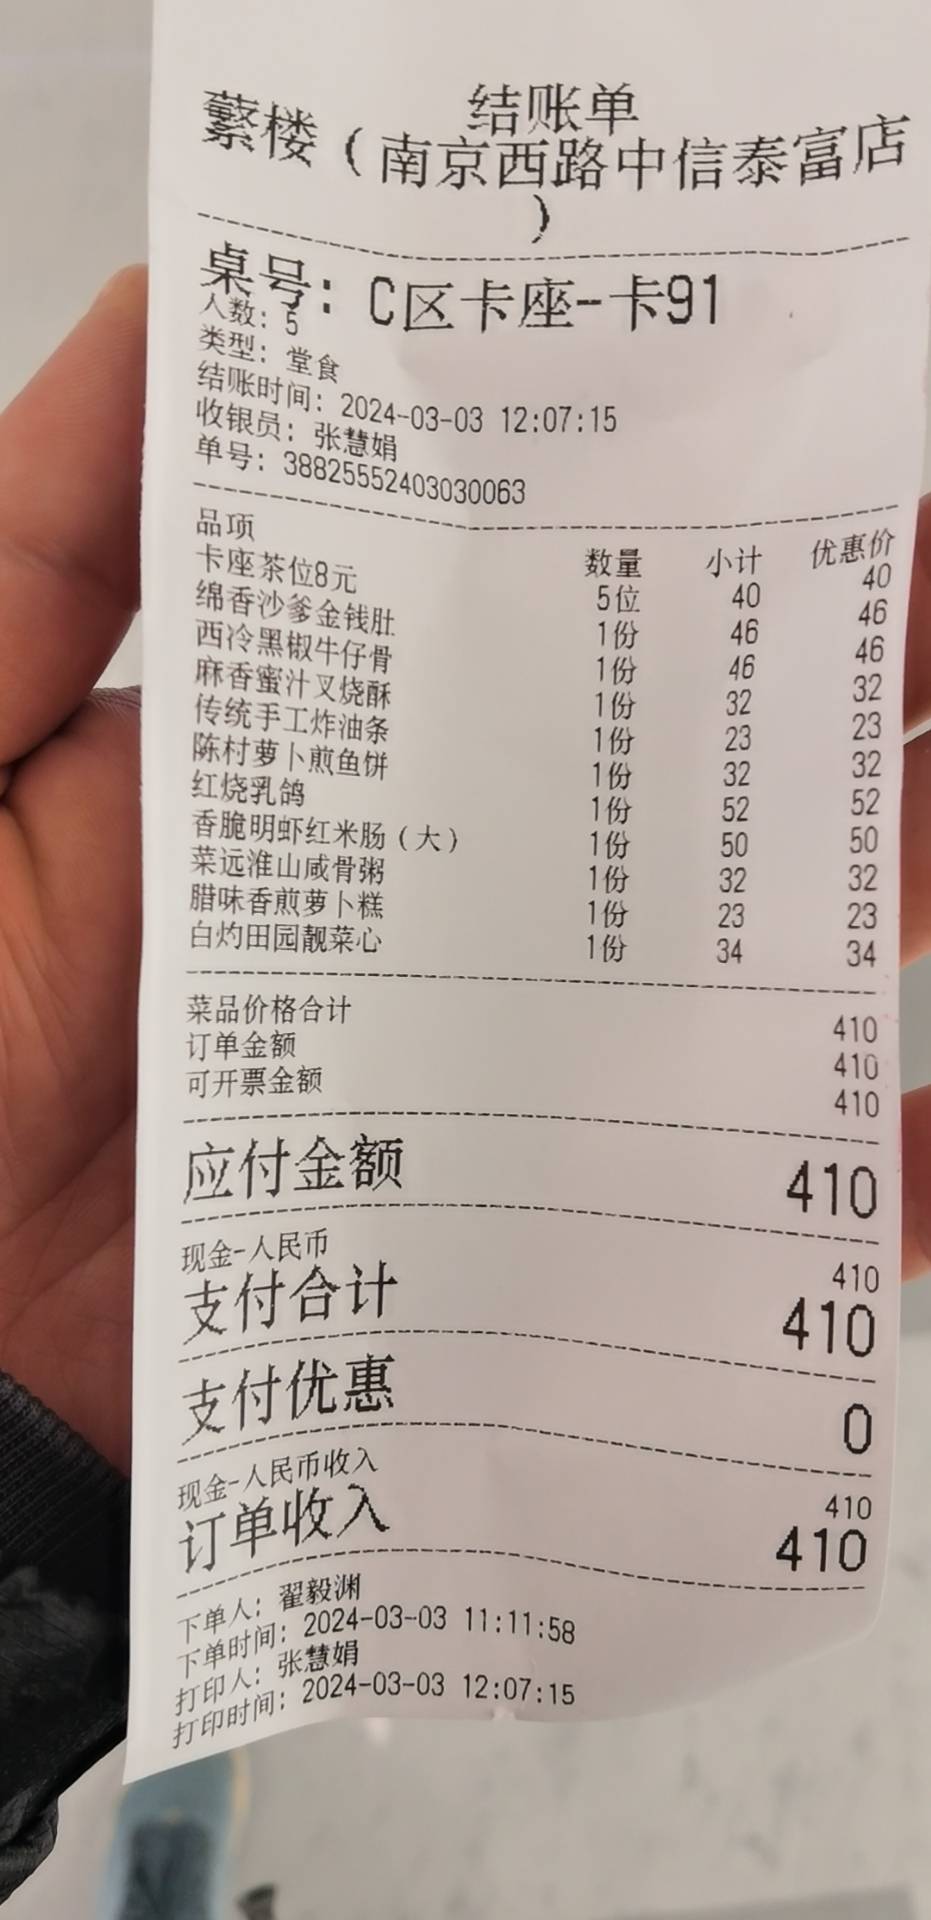 结账单
蘩楼（南京西路中信泰富店
）
桌号：C区卡座-卡91
人数：5
类型：堂食
结账时间：2024-03-03 12:07:15
收银员：张慧娟
单号：38825552403030063
品项 数量 小计 优惠价
卡座茶位8元 5位 40 40
绵香沙爹金钱肚 1份 46 46
西冷黑椒牛仔骨 1份 46 46
麻香蜜汁叉烧酥 1份 32 32
传统手工炸油条 1份 23 23
陈村萝卜煎鱼饼 1份 32 32
红烧乳鸽 1份 52 52
香脆明虾红米肠（大） 1份 50 50
菜远淮山咸骨粥 1份 32 32
腊味香煎萝卜糕 1份 23 23
白灼田园靓菜心 1份 34 34
菜品价格合计 410
订单金额 410
可开票金额 410
应付金额 410
现金-人民币 410
支付合计 410
支付优惠 0
现金-人民币收入 410
订单收入 410
下单人：翟毅渊
下单时间：2024-03-03 11:11:58
打印人：张慧娟
打印时间：2024-03-03 12:07:15